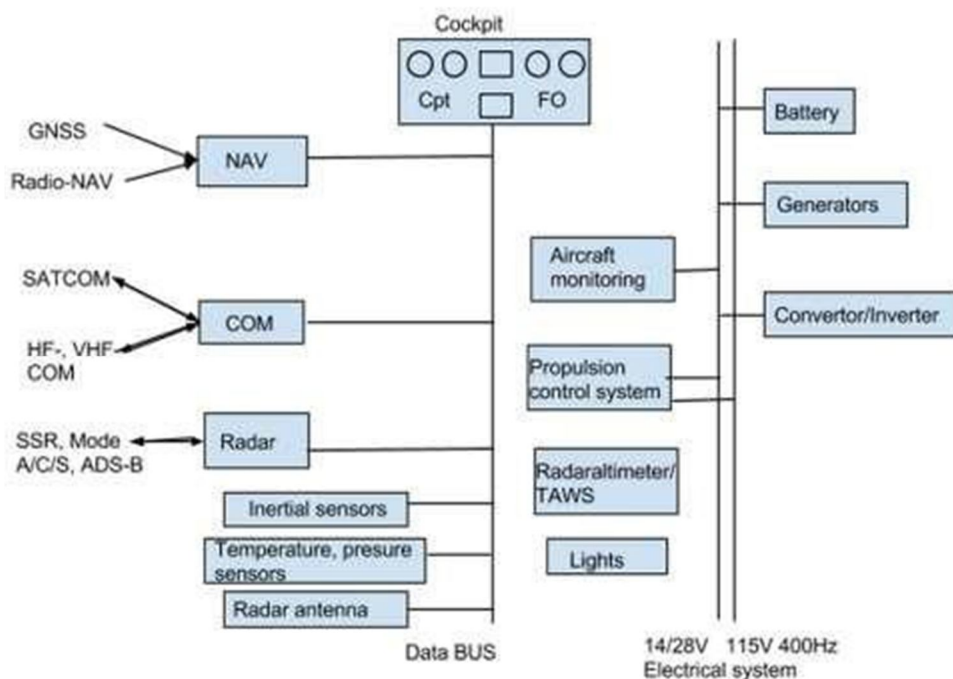 Cockpit
Cpt
FO
GNSS
Radio-NAV
NAV
Battery
Generators
Aircraft
monitoring
SATCOM
COM
HF-, VHF
COM
Convertor/Inverter
Propulsion
control system
SSR, Mode
A/C/S, ADS-B
Radar
Radaraltimeter/
TAWS
Inertial sensors
Temperature, presure
sensors
Lights
Radar antenna
Data BUS
14/28V
115V 400Hz
Electrical system